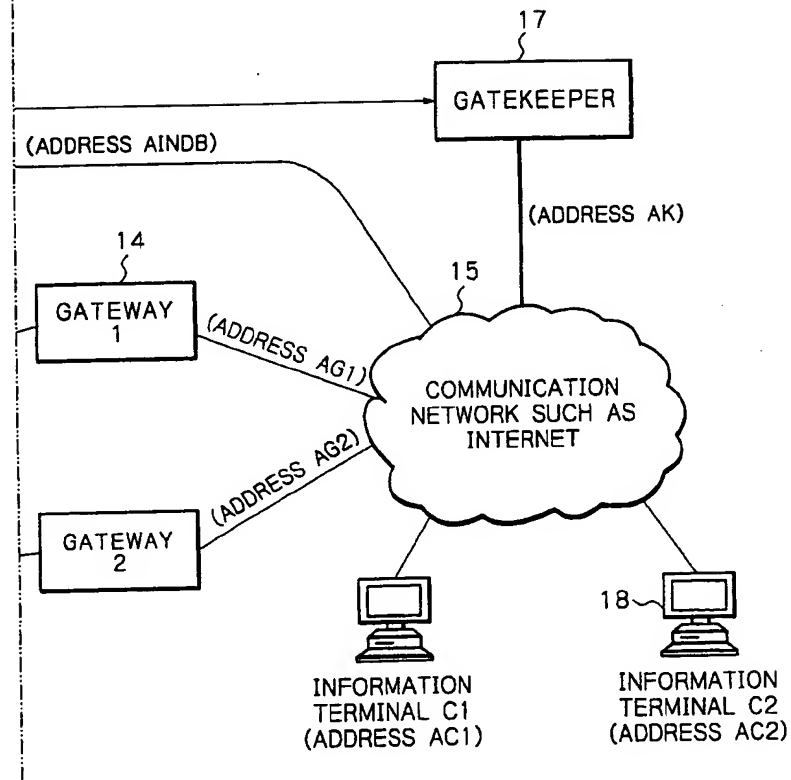 17
GATEKEEPER
(ADDRESS AINDB)
(ADDRESS AK)
14
GATEWAY
1
(ADDRESS AG1)
15
COMMUNICATION
NETWORK SUCH AS
INTERNET
(ADDRESS AG2)
GATEWAY
2
18
INFORMATION
TERMINAL C1
(ADDRESS AC1)
INFORMATION
TERMINAL C2
(ADDRESS AC2)